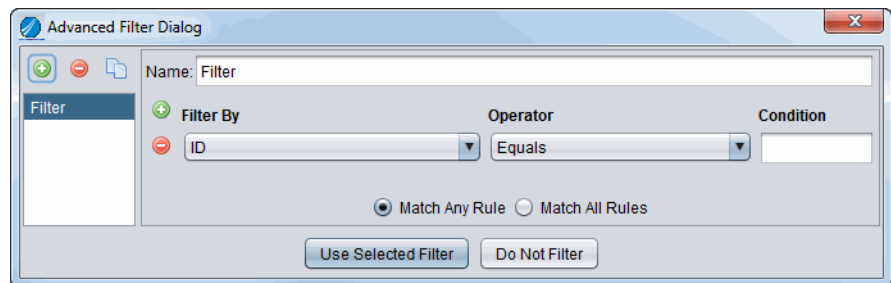 Advanced Filter Dialog
Name: Filter
Filter
Filter By Operator Condition
ID Equals
Match Any Rule Match All Rules
Use Selected Filter Do Not Filter